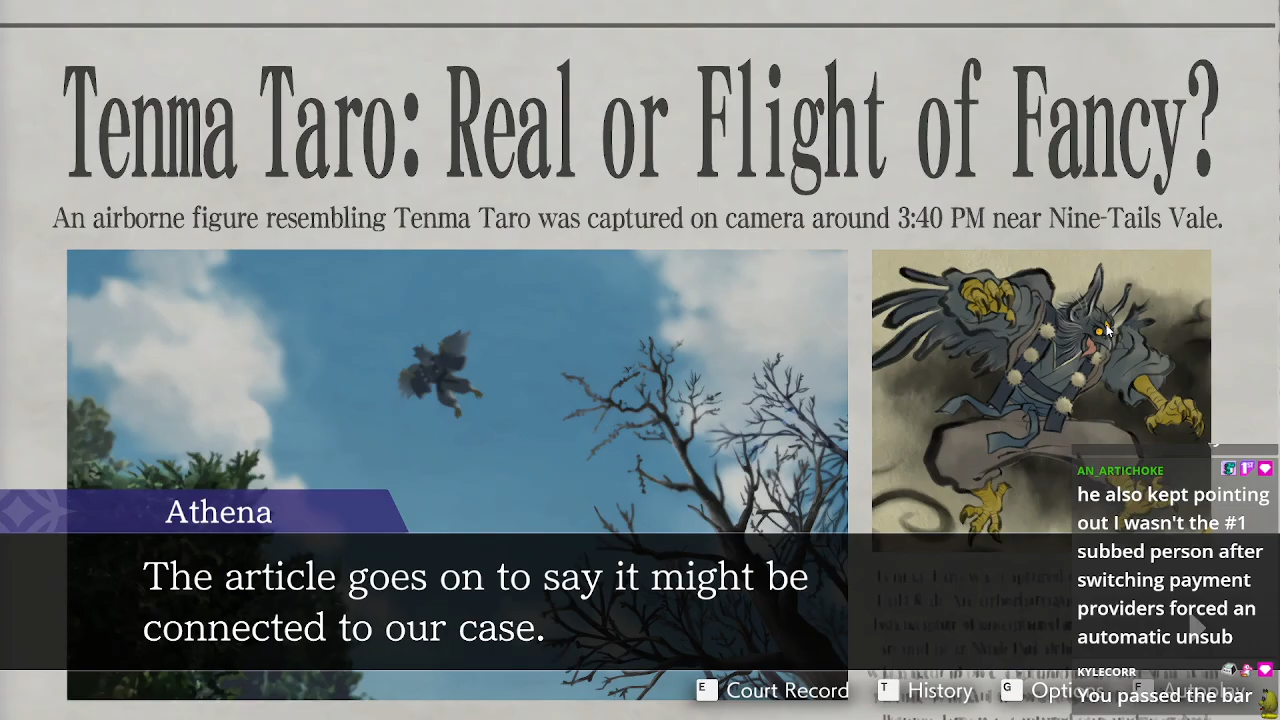 Tenma Taro: Real or Flight of Fancy?
An airborne figure resembling Tenma Taro was captured on camera around 3:40 PM near Nine-Tails Vale.
Athena
The article goes on to say it might be
connected to our case.
AN_ARTICHOKE
he also kept pointing
out I wasn't the #1
subbed person after
switching payment
providers forced an
automatic unsub
KYLECORR
You passed the bar
E Court Record T History G Options F Autoplay